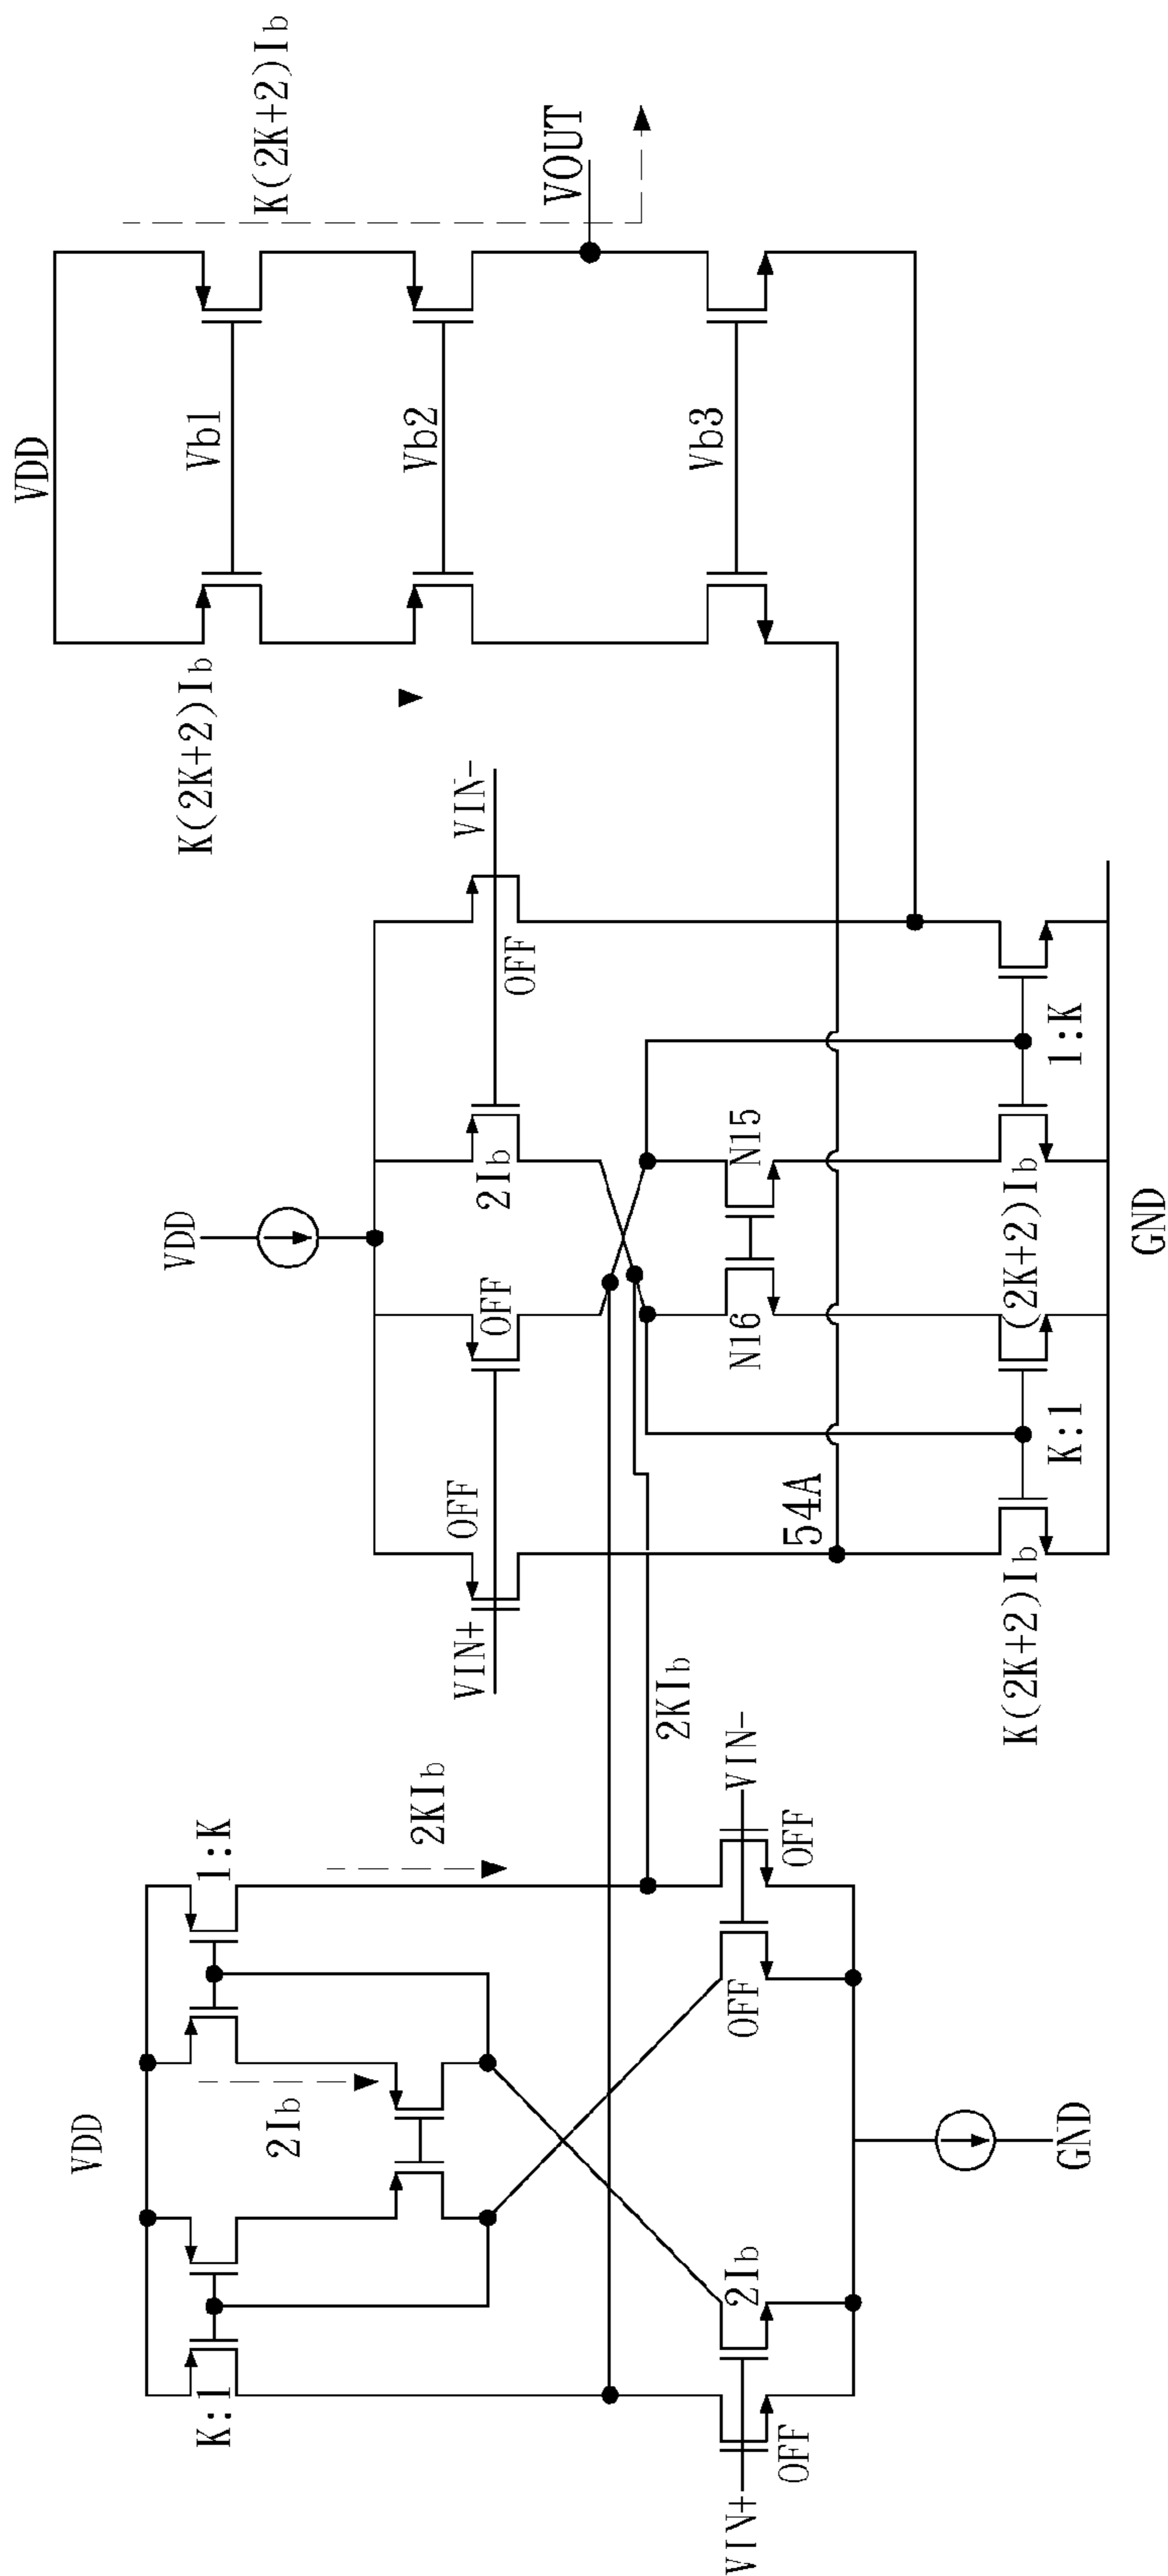 VDD
K:1
1:K
2Ib
2KIb
VIN+
OFF
2Ib
OFF
OFF
VIN-
GND
2KIb
VDD
VIN+
OFF
OFF
2Ib
OFF
VIN-
N16
N15
54A
K(2K+2)Ib
K:1
(2K+2)Ib
1:K
GND
VDD
K(2K+2)Ib
Vb1
K(2K+2)Ib
Vb2
VOUT
Vb3